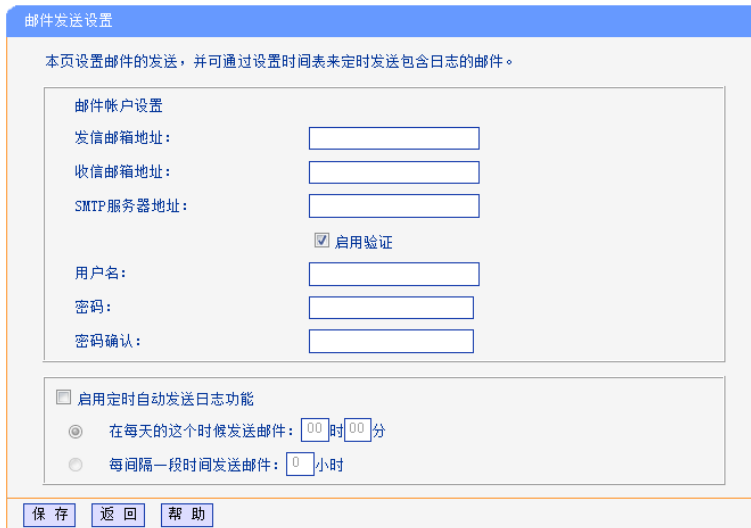 邮件发送设置
本页设置邮件的发送，并可通过设置时间表来定时发送包含日志的邮件。
邮件帐户设置
发信邮箱地址：
收信邮箱地址：
SMTP服务器地址：
启用验证
用户名：
密码：
密码确认：
启用定时自动发送日志功能
在每天的这个时候发送邮件： 00 时 00 分
每间隔一段时间发送邮件： 0 小时
保 存 返 回 帮 助